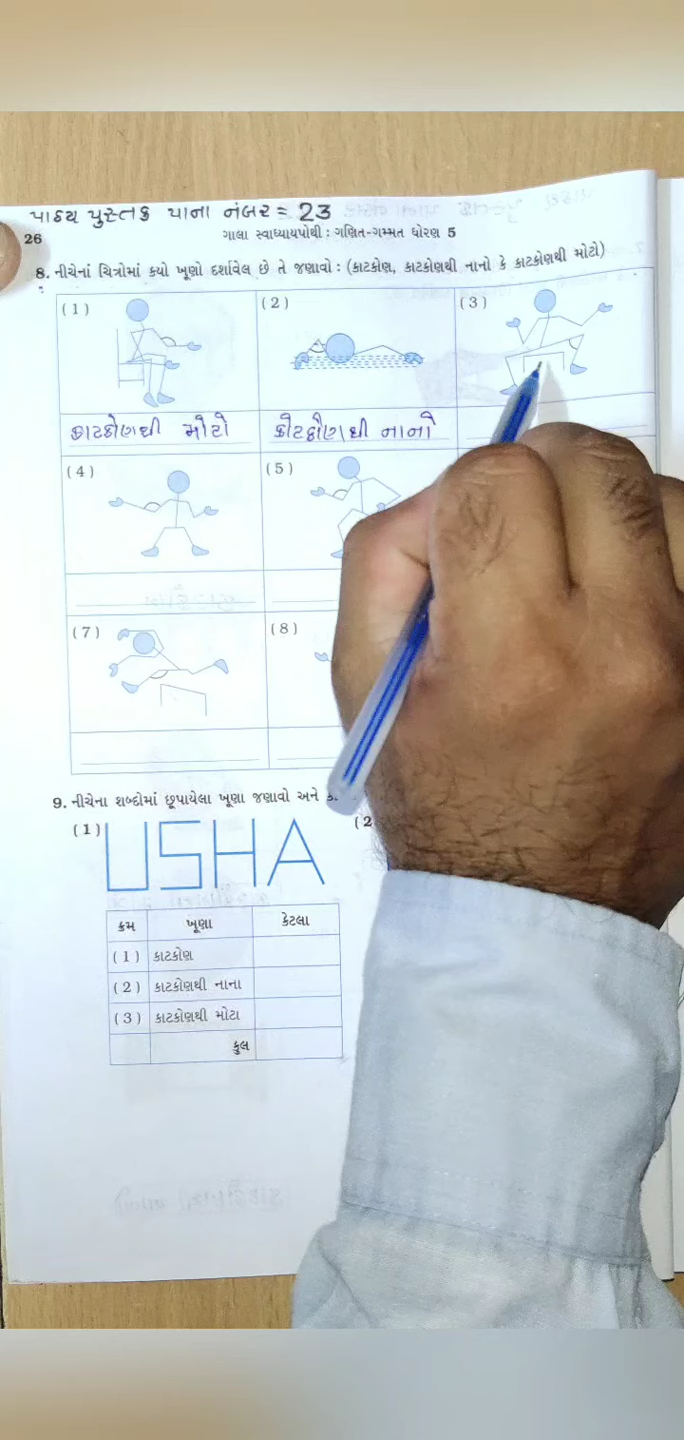 પાઠ્ય પુસ્તક પાના નંબર = 23
26
ગાલા સ્વાધ્યાયપોથી : ગણિત-ગમ્મત ધોરણ 5
8. નીચેનાં ચિત્રોમાં કયો ખૂણો દર્શાવેલ છે તે જણાવો : (કાટકોણ, કાટકોણથી નાનો કે કાટકોણથી મોટો)
(1) (2) (3)
કાટકોણથી મોટો કાટકોણથી નાનો
(4) (5)
(7) (8)
9. નીચેના શબ્દોમાં છૂપાયેલા ખૂણા જણાવો અને
(1) USHA (2
ક્રમ ખૂણા કેટલા
(1) કાટકોણ
(2) કાટકોણથી નાના
(3) કાટકોણથી મોટા
કુલ